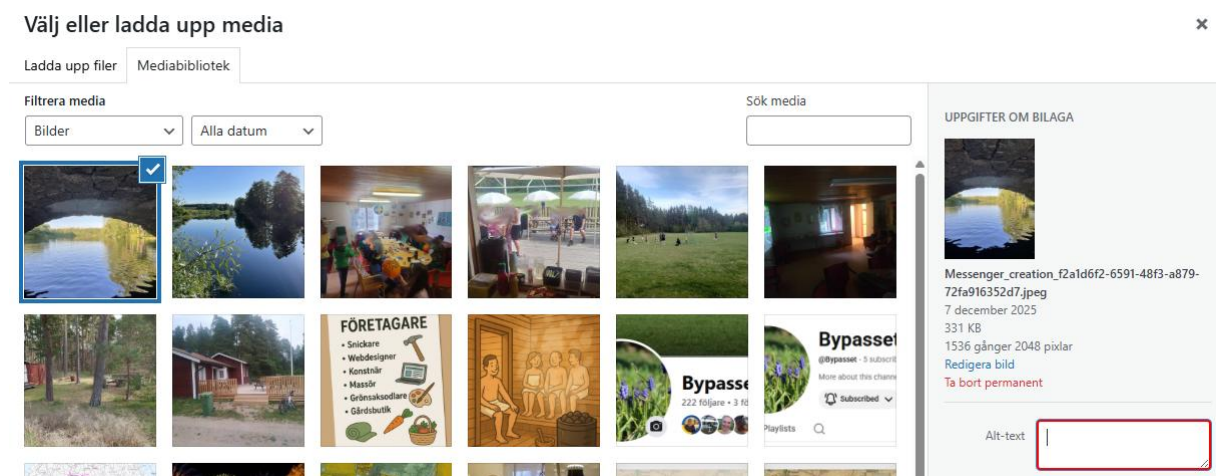 Välj eller ladda upp media
Ladda upp filer
Mediabibliotek
Filtrera media
Bilder
Alla datum
Sök media
UPPGIFTER OM BILAGA
Messenger_creation_f2a1d6f2-6591-48f3-a879-
72fa916352d7.jpeg
7 december 2025
331 KB
1536 gånger 2048 pixlar
Redigera bild
Ta bort permanent
Alt-text
FÖRETAGARE
• Snickare
• Webdesigner
• Konstnär
• Massör
• Grönsaksodlare
• Gårdsbutik
Bypasse
222 följare • 3 fö
Bypasset
@Bypasset · 5 subscri
More about this channe
Subscribed
Playlists